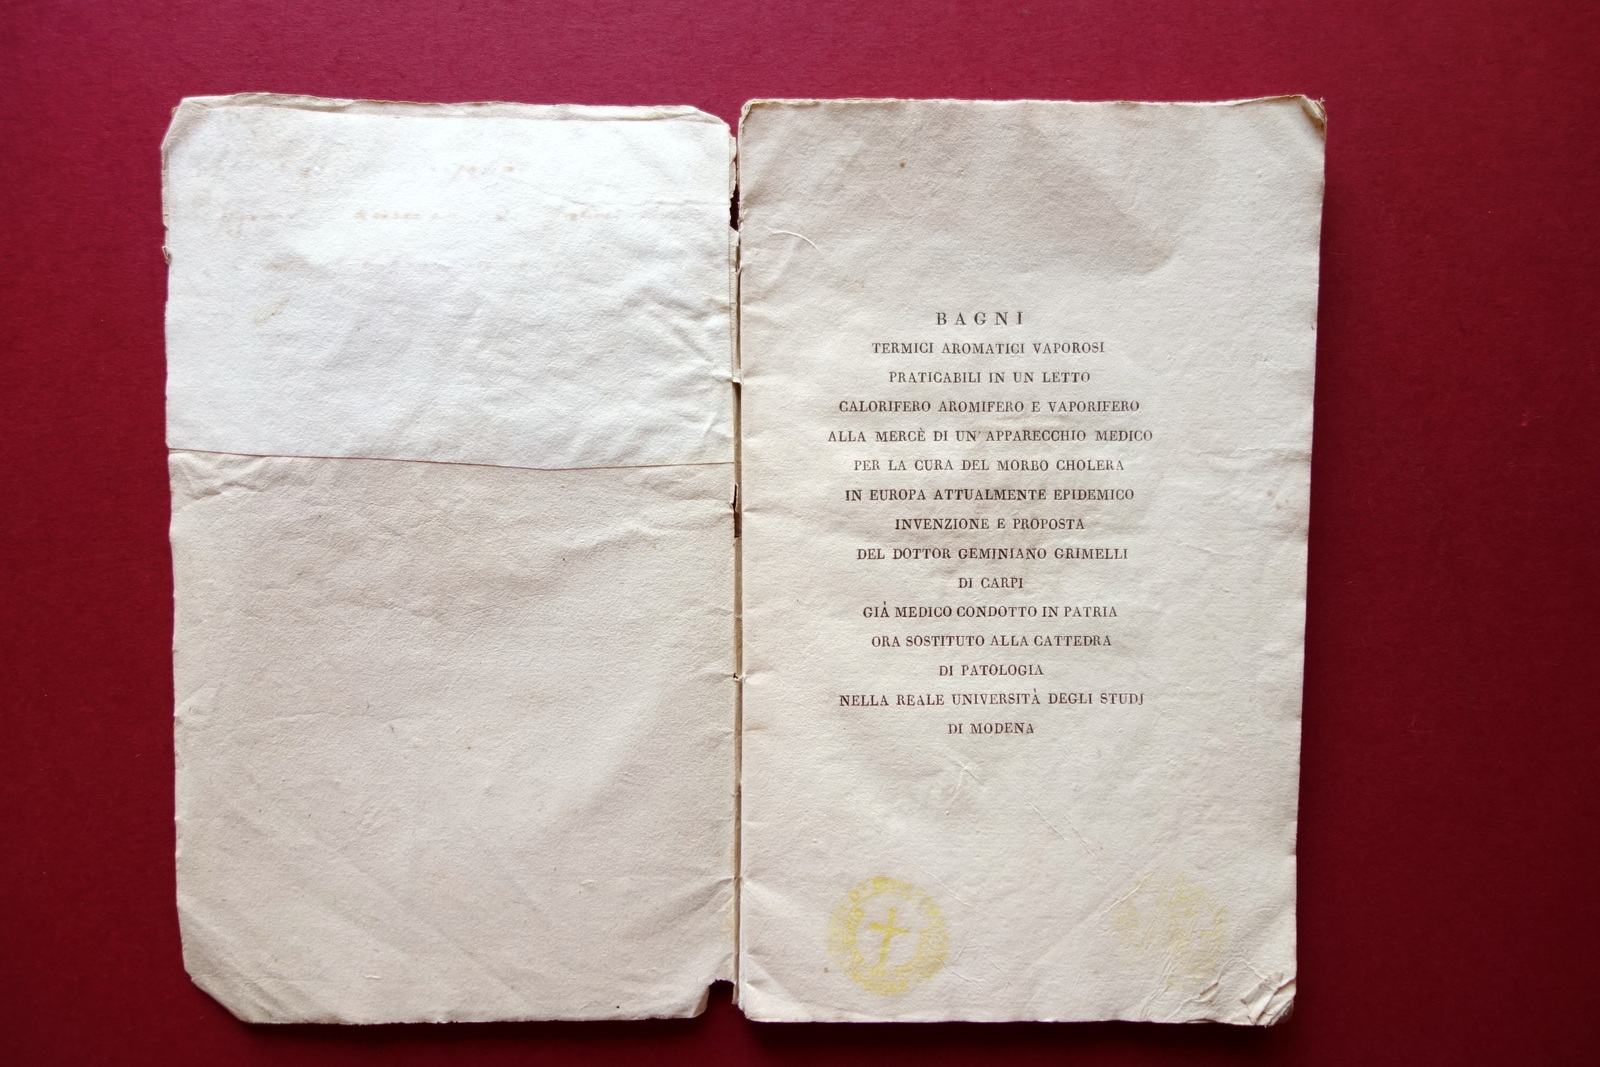 BAGNI
TERMICI AROMATICI VAPOROSI
PRATICABILI IN UN LETTO
CALORIFERO AROMIFERO E VAPORIFERO
ALLA MERCÈ DI UN' APPARECCHIO MEDICO
PER LA CURA DEL MORBO CHOLERA
IN EUROPA ATTUALMENTE EPIDEMICO
INVENZIONE E PROPOSTA
DEL DOTTOR GEMINIANO GRIMELLI
DI CARPI
GIÀ MEDICO CONDOTTO IN PATRIA
ORA SOSTITUTO ALLA CATTEDRA
DI PATOLOGIA
NELLA REALE UNIVERSITÀ DEGLI STUDJ
DI MODENA